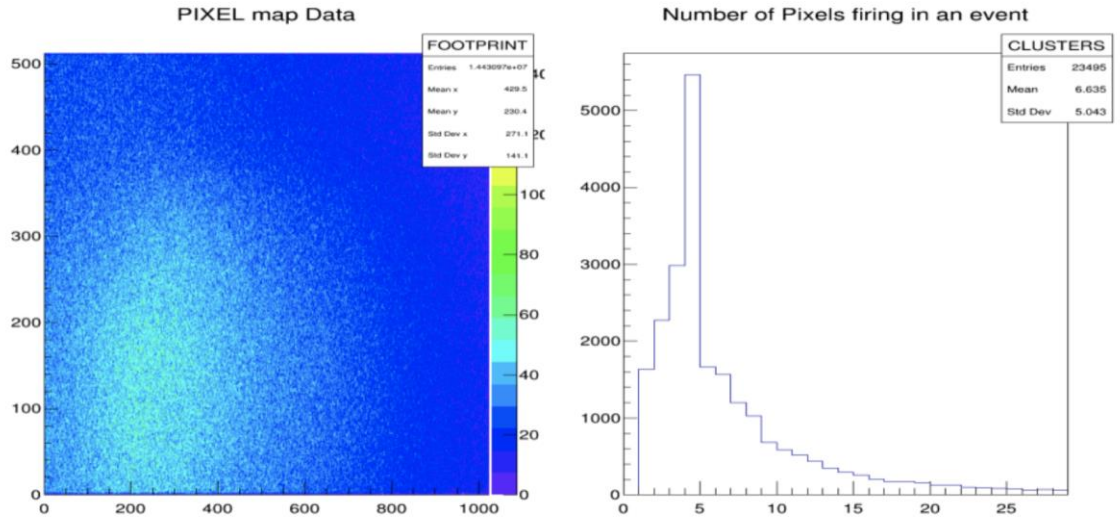 PIXEL map Data
FOOTPRINT
Entries 1.443097e+07
Mean x 429.5
Mean y 230.4
Std Dev x 271.1
Std Dev y 141.1
500
400
300
200
100
0
0 200 400 600 800 1000
100
80
60
40
20
0
Number of Pixels firing in an event
CLUSTERS
Entries 23495
Mean 6.635
Std Dev 5.043
5000
4000
3000
2000
1000
0
0 5 10 15 20 25